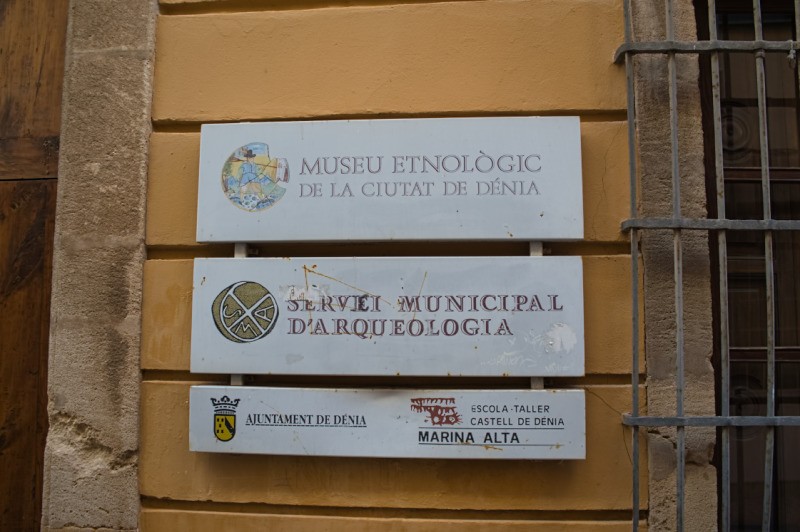 MUSEU ETNOLÒGIC
DE LA CIUTAT DE DÉNIA
SMA
SERVEI MUNICIPAL
D'ARQUEOLOGIA
AJUNTAMENT DE DÉNIA
ESCOLA-TALLER
CASTELL DE DÉNIA
MARINA ALTA